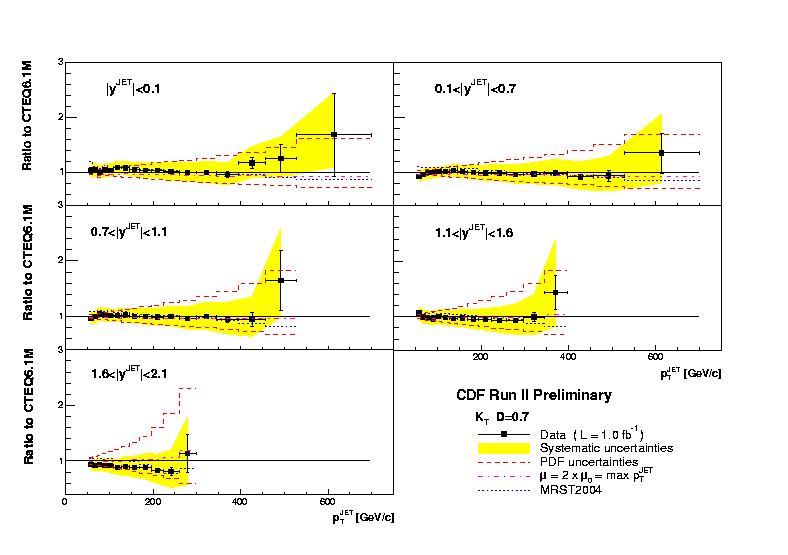 3
2
1
Ratio to CTEQ6.1M
|y^JET|<0.1
0.1<|y^JET|<0.7
3
2
1
Ratio to CTEQ6.1M
0.7<|y^JET|<1.1
1.1<|y^JET|<1.6
200 400 600
p_T^JET [GeV/c]
3
2
1
Ratio to CTEQ6.1M
1.6<|y^JET|<2.1
0 200 400 600
p_T^JET [GeV/c]
CDF Run II Preliminary
K_T D=0.7
Data ( L = 1.0 fb^-1)
Systematic uncertainties
PDF uncertainties
μ = 2 x μ_0 = max p_T^JET
MRST2004